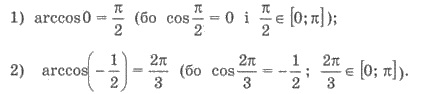 1) arccos0 = π/2 (бо cos π/2 = 0 і π/2 ∈ [0; π]);
2) arccos(−1/2) = 2π/3 (бо cos 2π/3 = −1/2; 2π/3 ∈ [0; π]).